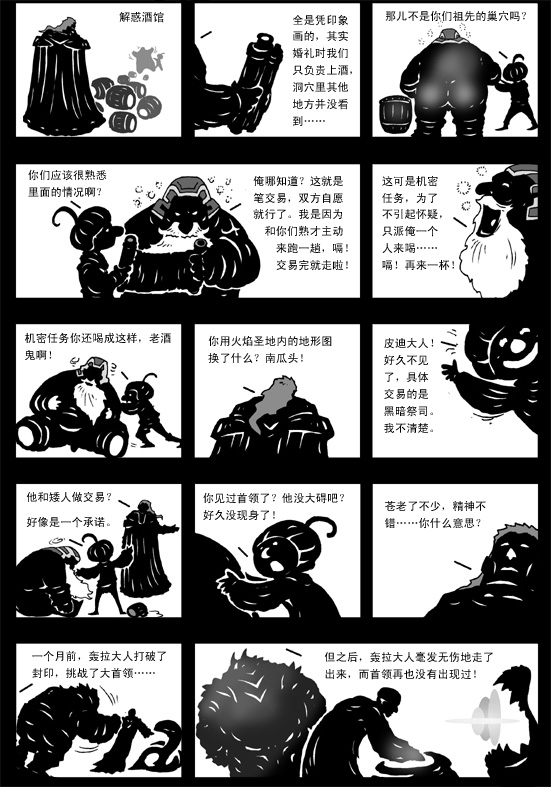 解惑酒馆
全是凭印象
画的，其实
婚礼时我们
只负责上酒，
洞穴里其他
地方并没看
到……
那儿不是你们祖先的巢穴吗？
你们应该很熟悉
里面的情况啊？
俺哪知道？这就是
笔交易，双方自愿
就行了。我是因为
和你们熟才主动
来跑一趟，嗝！
交易完就走啦！
这可是机密
任务，为了
不引起怀疑，
只派俺一个
人来喝……
嗝！再来一杯！
机密任务你还喝成这样，老酒
鬼啊！
你用火焰圣地内的地形图
换了什么？南瓜头！
皮迪大人！
好久不见
了，具体
交易的是
黑暗祭司。
我不清楚。
他和矮人做交易？
好像是一个承诺。
你见过首领了？他没大碍吧？
好久没现身了！
苍老了不少，精神不
错……你什么意思？
一个月前，轰拉大人打破了
封印，挑战了大首领……
但之后，轰拉大人毫发无伤地走了
出来，而首领再也没有出现过！